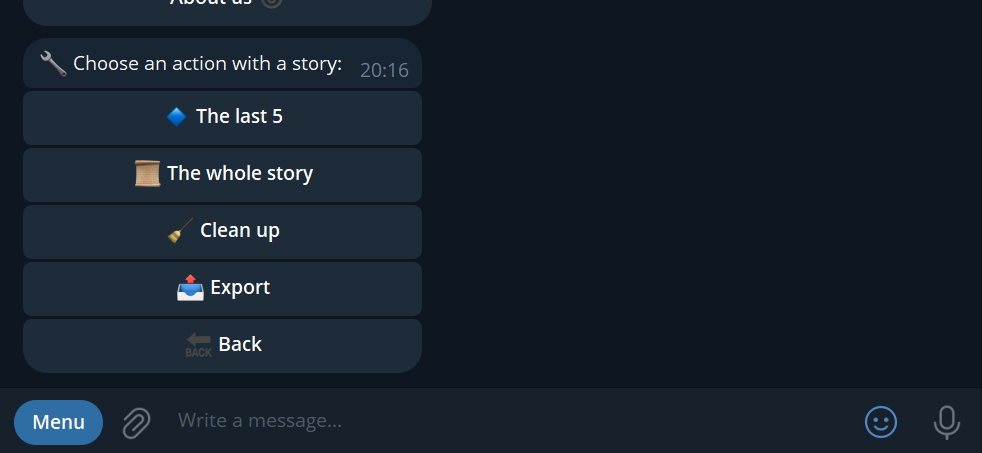 About us
Choose an action with a story:
20:16
The last 5
The whole story
Clean up
Export
BACK Back
Menu
Write a message...